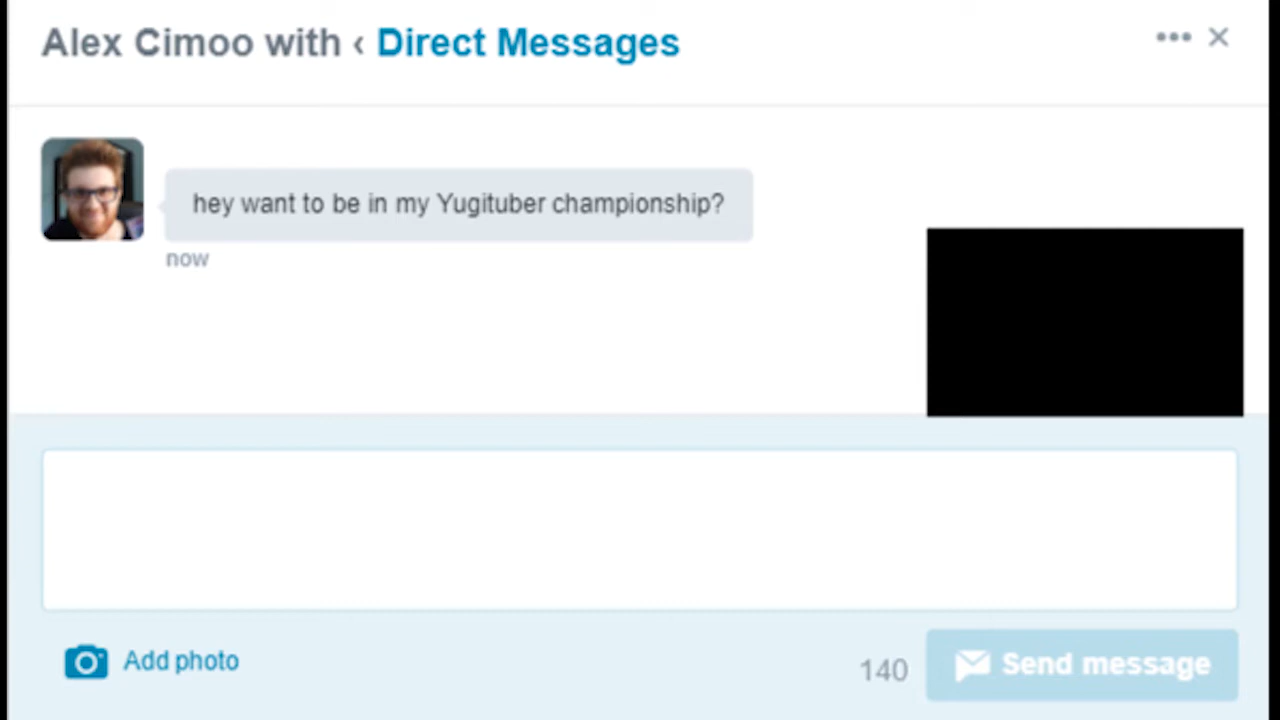 Alex Cimoo with ‹ Direct Messages
hey want to be in my Yugituber championship?
now
Add photo
140
Send message